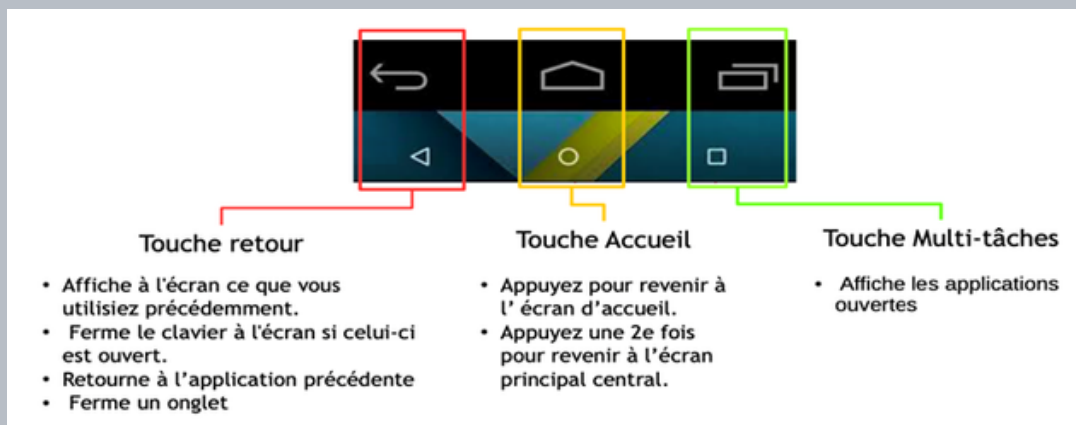 Touche retour
• Affiche à l'écran ce que vous
utilisiez précédemment.
• Ferme le clavier à l'écran si celui-ci
est ouvert.
• Retourne à l’application précédente
• Ferme un onglet
Touche Accueil
• Appuyez pour revenir à
l’ écran d’accueil.
• Appuyez une 2e fois
pour revenir à l’écran
principal central.
Touche Multi-tâches
• Affiche les applications
ouvertes